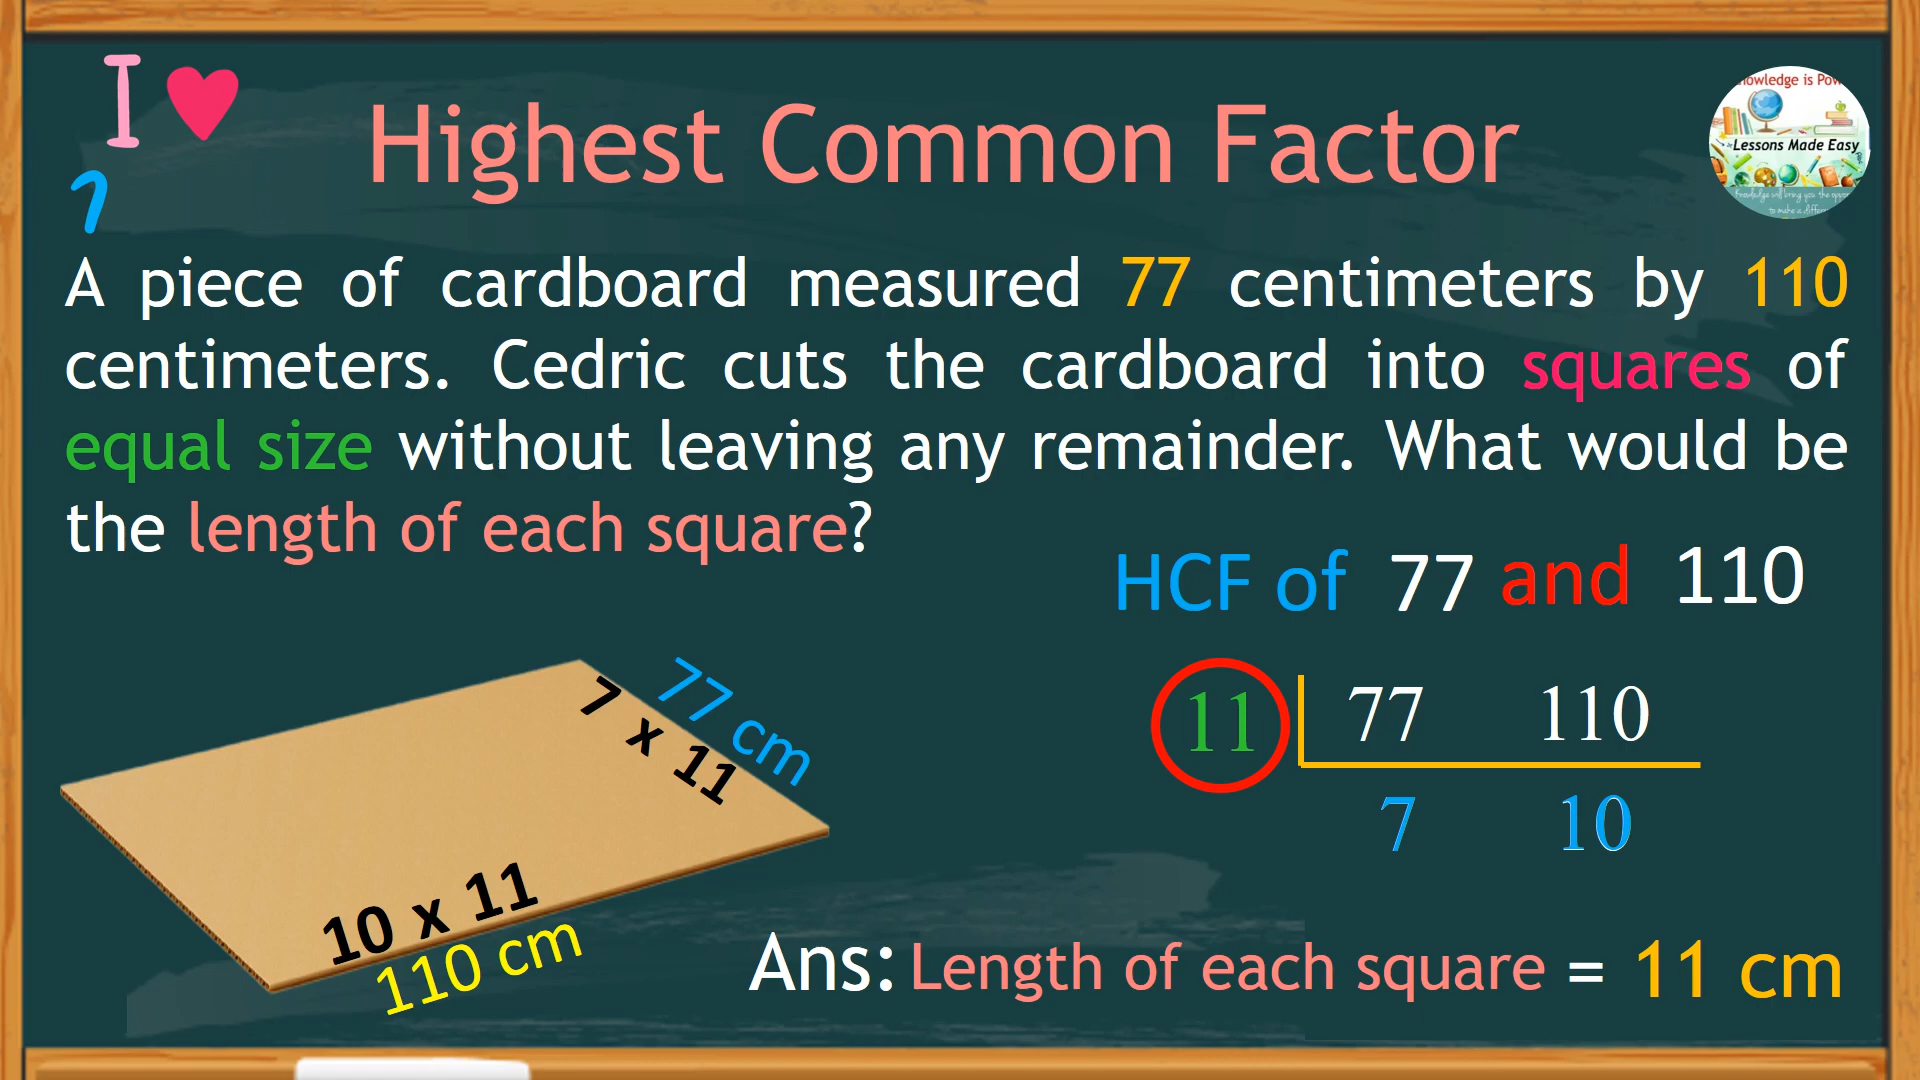 I
Highest Common Factor
nowledge is Pow
Lessons Made Easy
A piece of cardboard measured 77 centimeters by 110
centimeters. Cedric cuts the cardboard into squares of
equal size without leaving any remainder. What would be
the length of each square?
HCF of 77 and 110
77 cm
7 x 11
10 x 11
110 cm
11 77 110
7 10
Ans: Length of each square = 11 cm